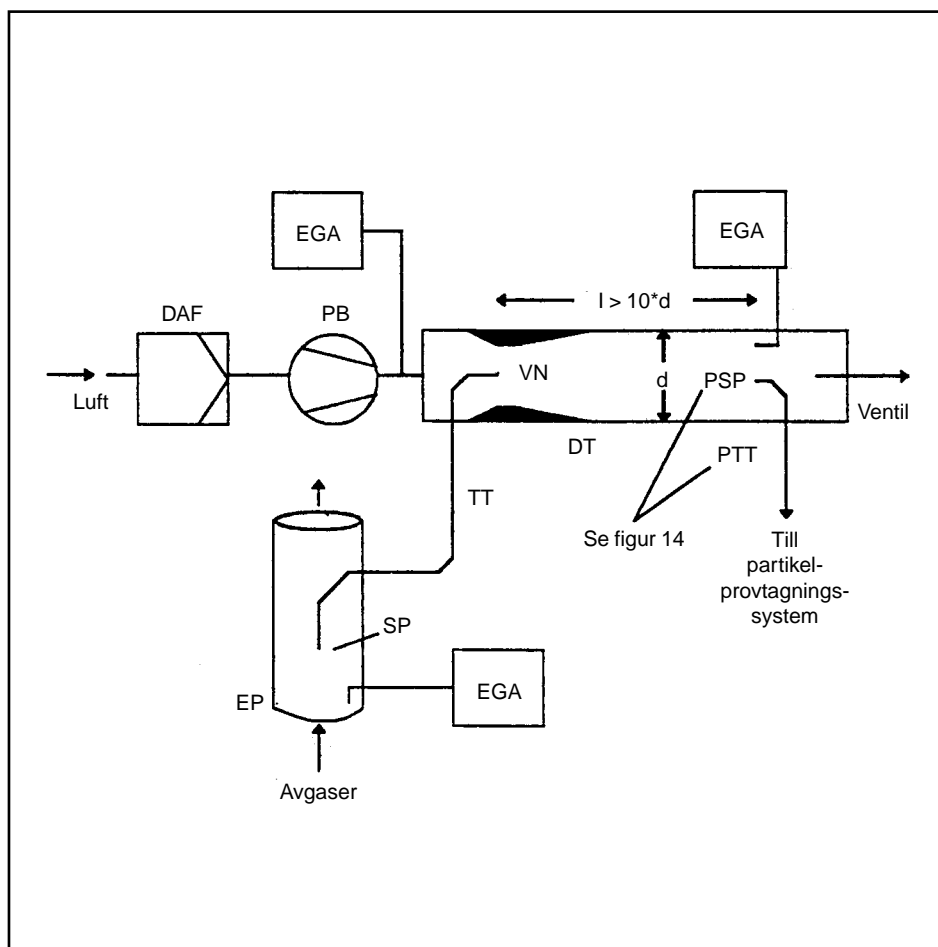 EGA
EGA
l > 10*d
DAF
PB
VN
d
PSP
Luft
Ventil
DT
PTT
TT
Se figur 14
Till
partikel-
provtagnings-
system
SP
EP
EGA
Avgaser